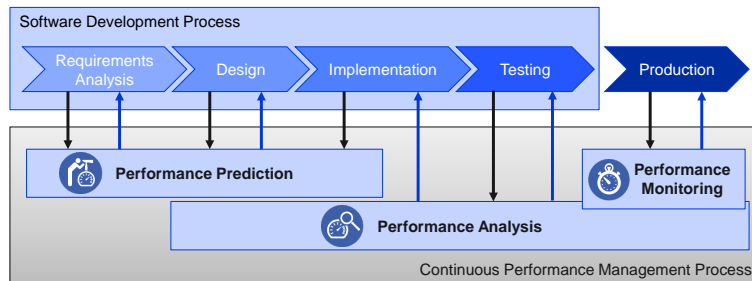 Software Development Process
Requirements
Analysis
Design
Implementation
Testing
Production
Performance Prediction
Performance
Monitoring
Performance Analysis
Continuous Performance Management Process